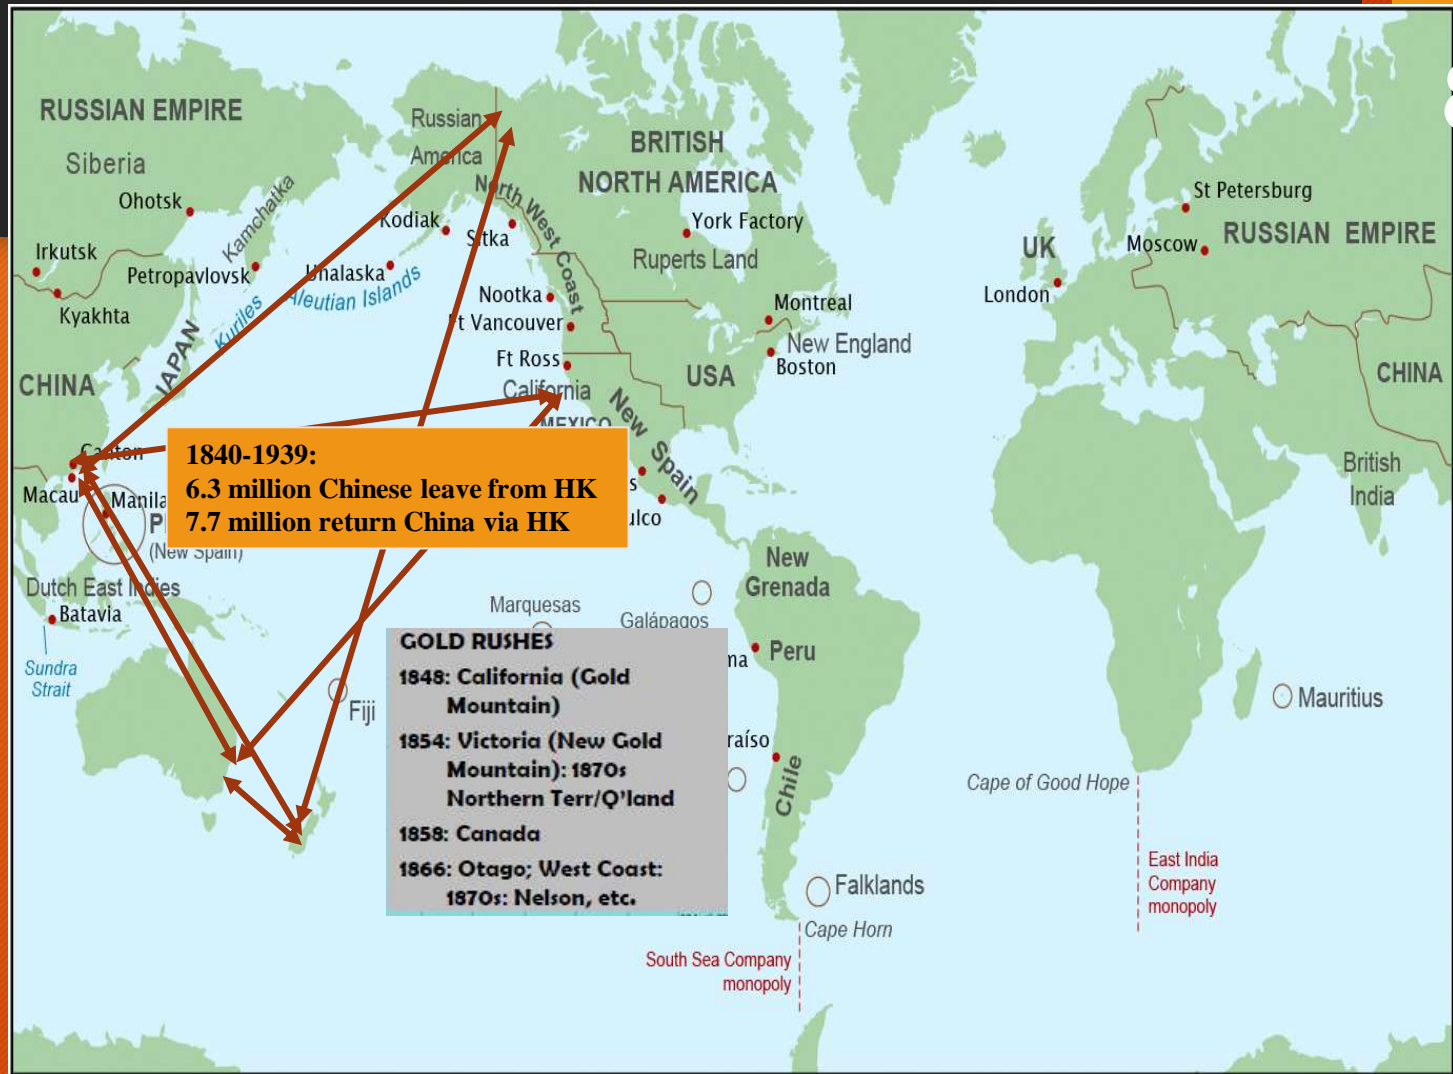 RUSSIAN EMPIRE
Siberia
Ohotsk
Kamchatka
Irkutsk
Petropavlovsk
Kyakhta
Kuriles
JAPAN
CHINA
Canton
Macau
Manila
(New Spain)
Dutch East Indies
Batavia
Sundra
Strait
Russian
America
Kodiak
Sitka
Unalaska
Aleutian Islands
North West Coast
Nootka
Ft Vancouver
Ft Ross
California
MEXICO
New Spain
BRITISH
NORTH AMERICA
York Factory
Ruperts Land
Montreal
New England
Boston
USA
1840-1939:
6.3 million Chinese leave from HK
7.7 million return China via HK
Marquesas
Galápagos
Fiji
GOLD RUSHES
1848: California (Gold
Mountain)
1854: Victoria (New Gold
Mountain): 1870s
Northern Terr/Q'land
1858: Canada
1866: Otago; West Coast:
1870s: Nelson, etc.
New
Grenada
Peru
Chile
Falklands
Cape Horn
South Sea Company
monopoly
UK
London
St Petersburg
Moscow
RUSSIAN EMPIRE
CHINA
British
India
Mauritius
Cape of Good Hope
East India
Company
monopoly